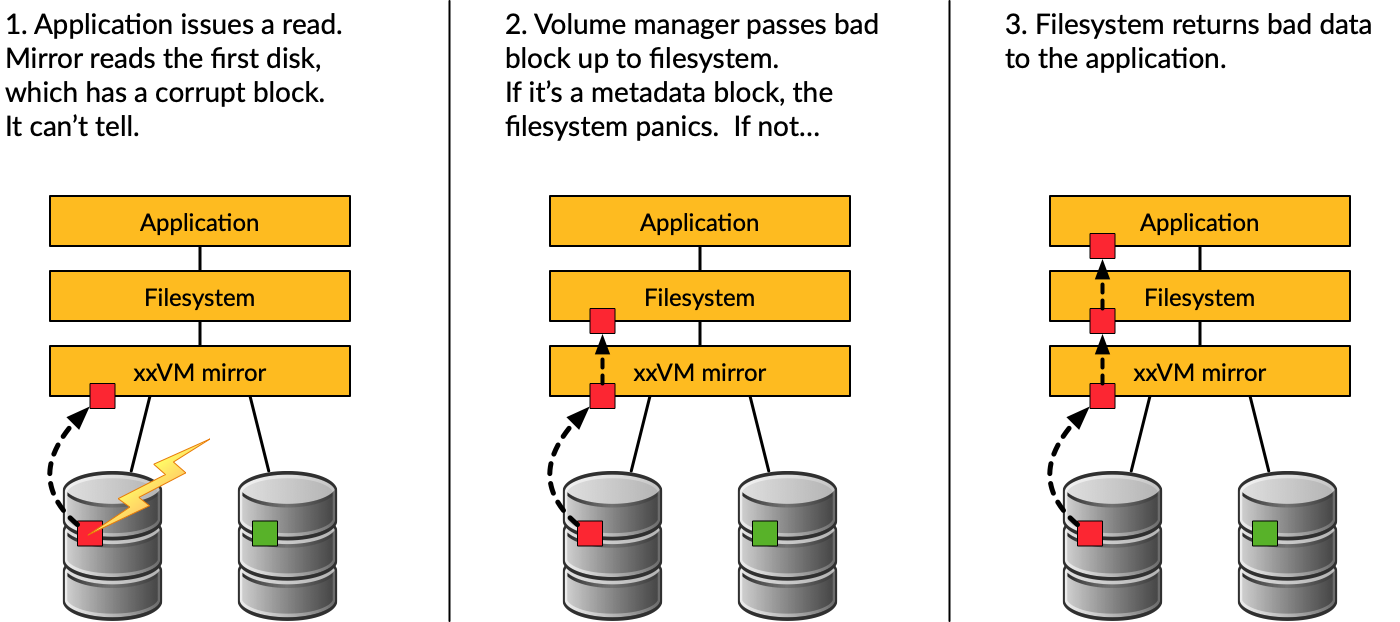 1. Application issues a read.
Mirror reads the first disk,
which has a corrupt block.
It can’t tell.
Application
Filesystem
xxVM mirror
2. Volume manager passes bad
block up to filesystem.
If it’s a metadata block, the
filesystem panics.  If not...
Application
Filesystem
xxVM mirror
3. Filesystem returns bad data
to the application.
Application
Filesystem
xxVM mirror